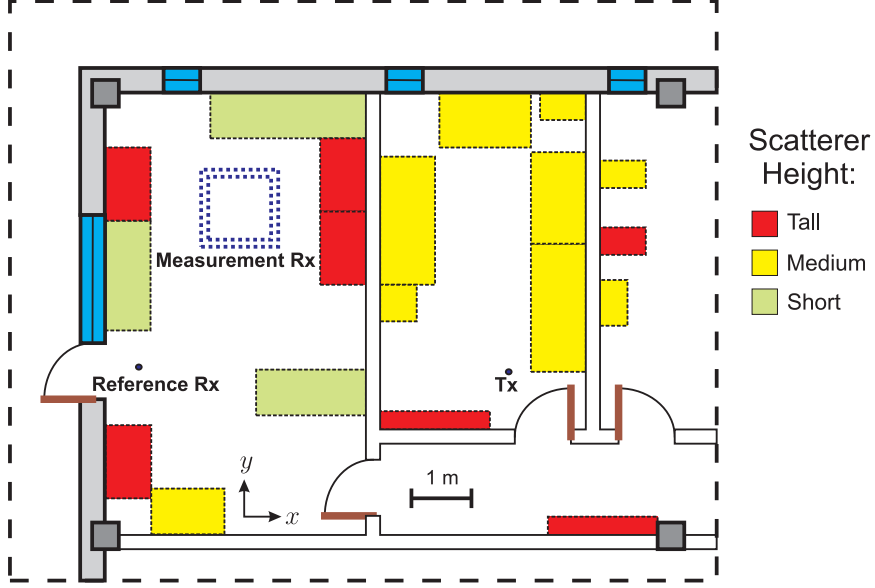 Scatterer
Height:
Tall
Medium
Short
Measurement Rx
Reference Rx
Tx
1 m
y
x